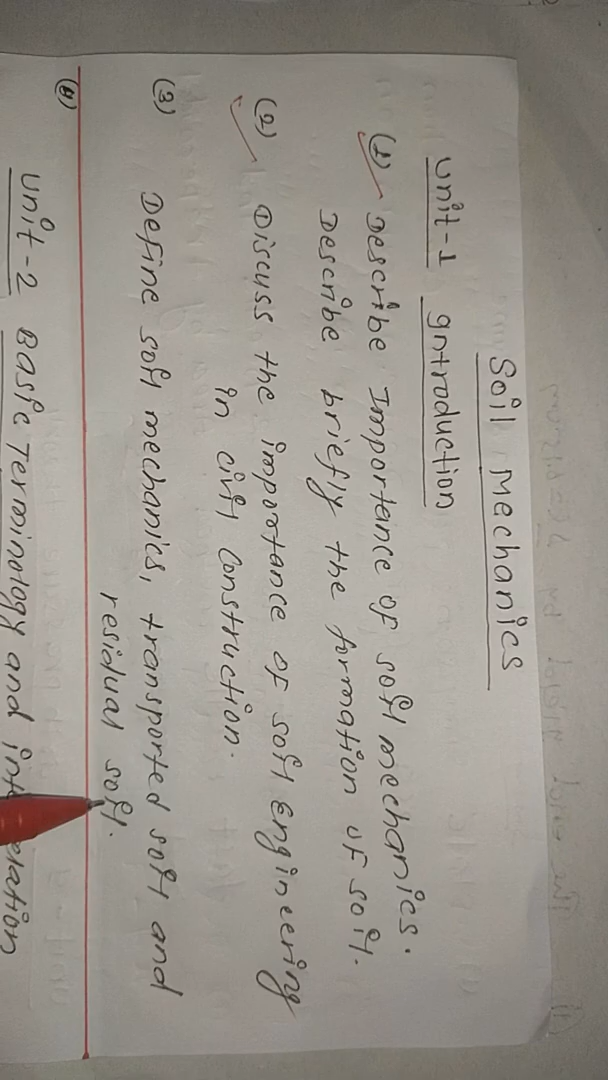 Soil Mechanics
Unit-1 Introduction
(1) Describe Importance of soil mechanics.
Describe briefly the formation of soil.
(2) Discuss the importance of soil engineering
in civil construction.
(3) Define soil mechanics, transported soil and
residual soil.
(4)
Unit-2 Basic Terminology and